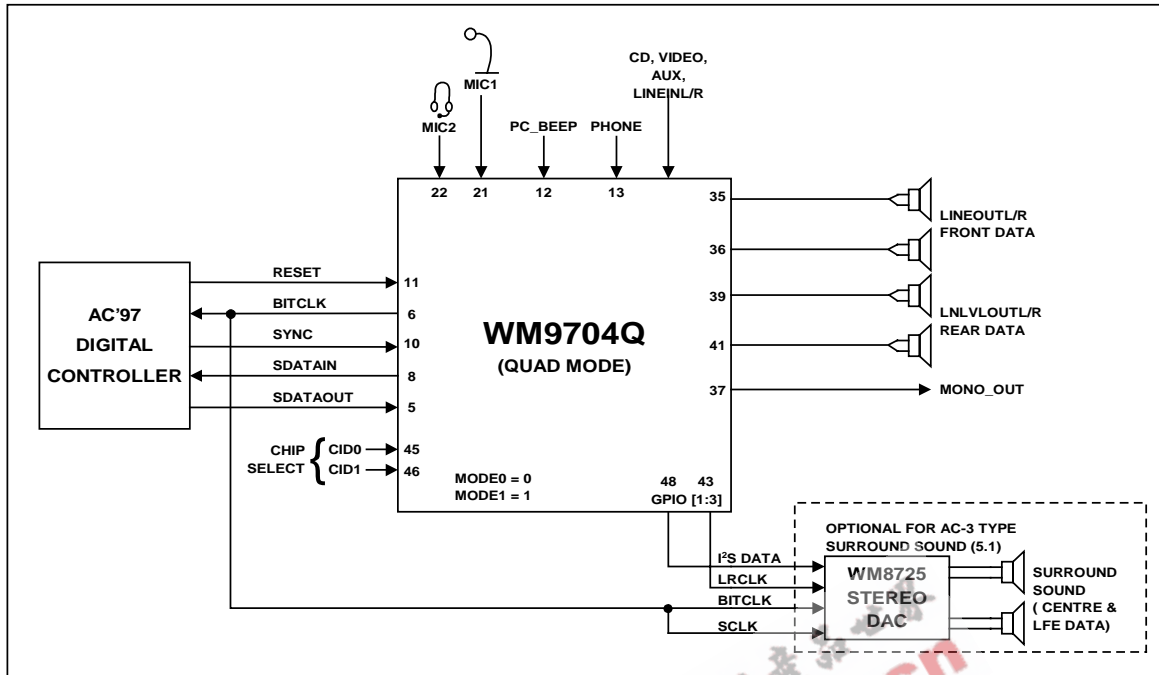 CD, VIDEO,
AUX,
LINEINL/R
MIC1
MIC2
PC_BEEP
PHONE
22
21
12
13
35
LINEOUTL/R
FRONT DATA
36
39
LNLVLOUTL/R
REAR DATA
41
37
MONO_OUT
AC'97
DIGITAL
CONTROLLER
RESET
11
BITCLK
6
SYNC
10
SDATAIN
8
SDATAOUT
5
WM9704Q
(QUAD MODE)
CHIP
SELECT
CID0
45
CID1
46
MODE0 = 0
MODE1 = 1
48
43
GPIO [1:3]
OPTIONAL FOR AC-3 TYPE
SURROUND SOUND (5.1)
I²S DATA
LRCLK
BITCLK
SCLK
WM8725
STEREO
DAC
SURROUND
SOUND
( CENTRE &
LFE DATA)